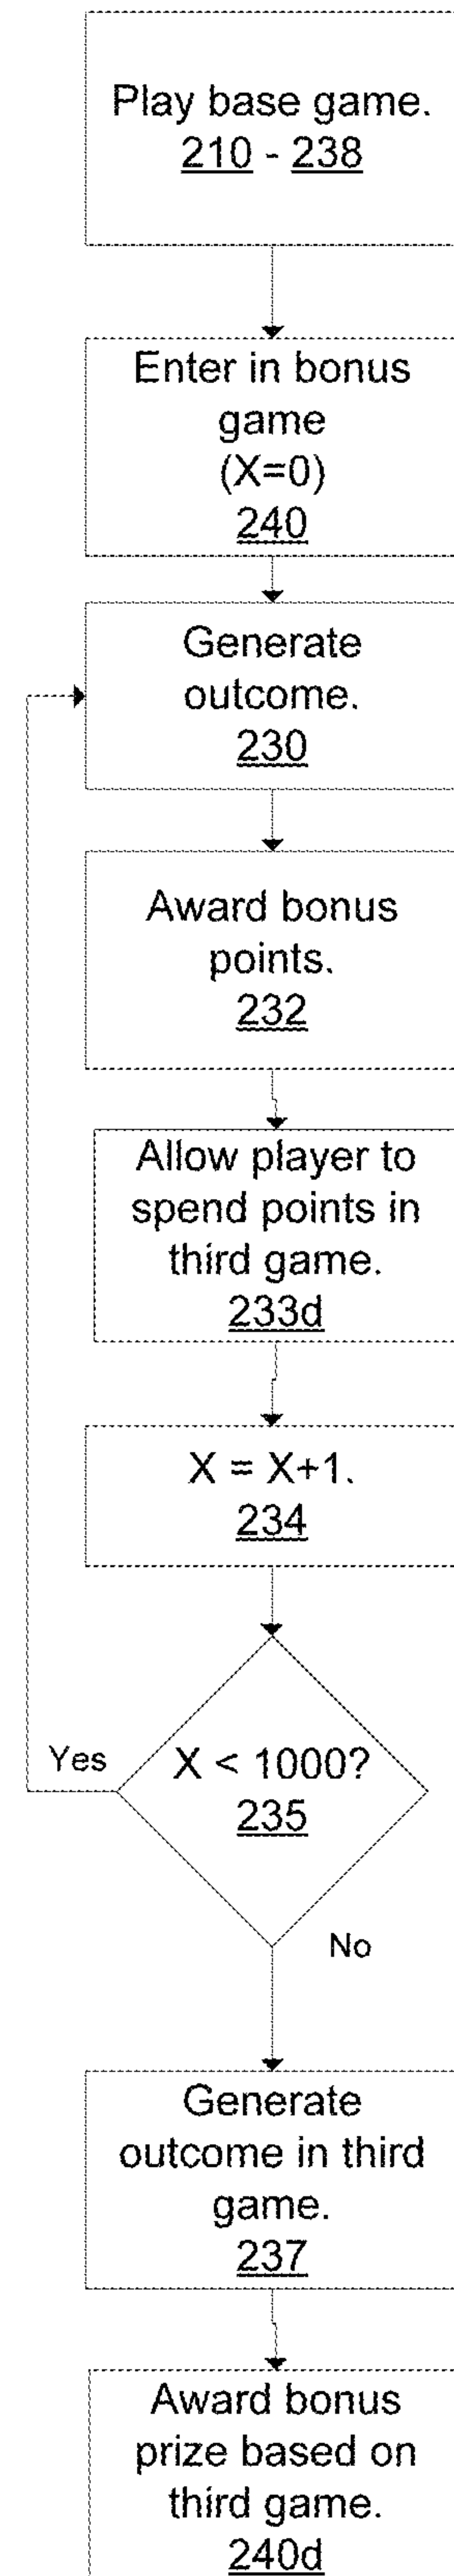 Play base game.
210 - 238
Enter in bonus
game
(X=0)
240
Generate
outcome.
230
Award bonus
points.
232
Allow player to
spend points in
third game.
233d
X = X+1.
234
Yes
X < 1000?
235
No
Generate
outcome in third
game.
237
Award bonus
prize based on
third game.
240d